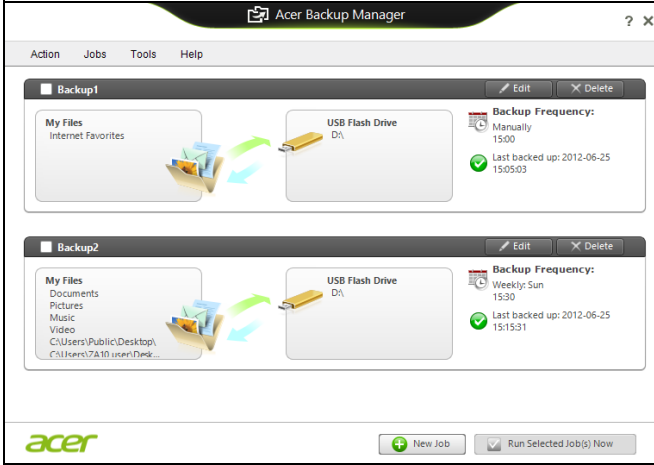 Acer Backup Manager
? X
Action Jobs Tools Help
Backup1 Edit Delete
My Files
Internet Favorites
USB Flash Drive
D:\
Backup Frequency:
Manually
15:00
Last backed up: 2012-06-25
15:05:03
Backup2 Edit Delete
My Files
Documents
Pictures
Music
Video
C:\Users\Public\Desktop\
C:\Users\ZA10 user\Desk...
USB Flash Drive
D:\
Backup Frequency:
Weekly: Sun
15:30
Last backed up: 2012-06-25
15:15:31
acer New Job Run Selected Job(s) Now